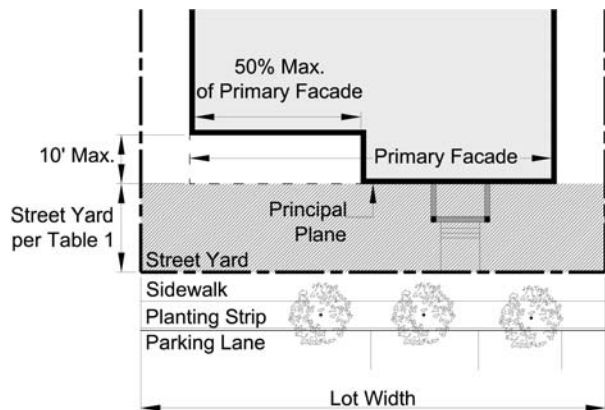 50% Max.
of Primary Facade
10' Max.
Primary Facade
Street Yard
per Table 1
Principal
Plane
Street Yard
Sidewalk
Planting Strip
Parking Lane
Lot Width